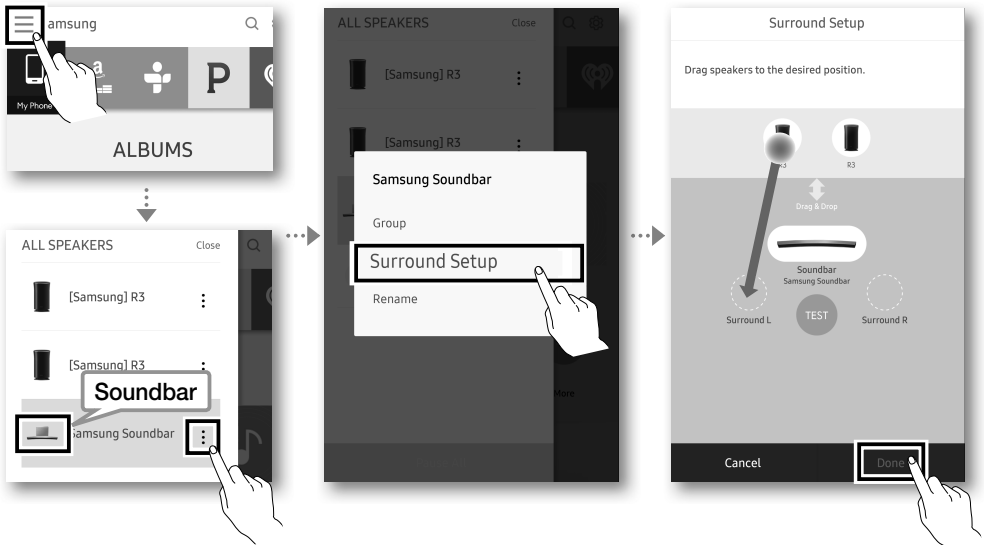 amsung
My Phone
ALBUMS
ALL SPEAKERS Close
[Samsung] R3
[Samsung] R3
Soundbar
Samsung Soundbar
ALL SPEAKERS Close
[Samsung] R3
[Samsung] R3
Samsung Soundbar
Group
Surround Setup
Rename
More
Surround Setup
Drag speakers to the desired position.
R3
R3
Drag & Drop
Soundbar
Samsung Soundbar
Surround L
TEST
Surround R
Cancel
Done